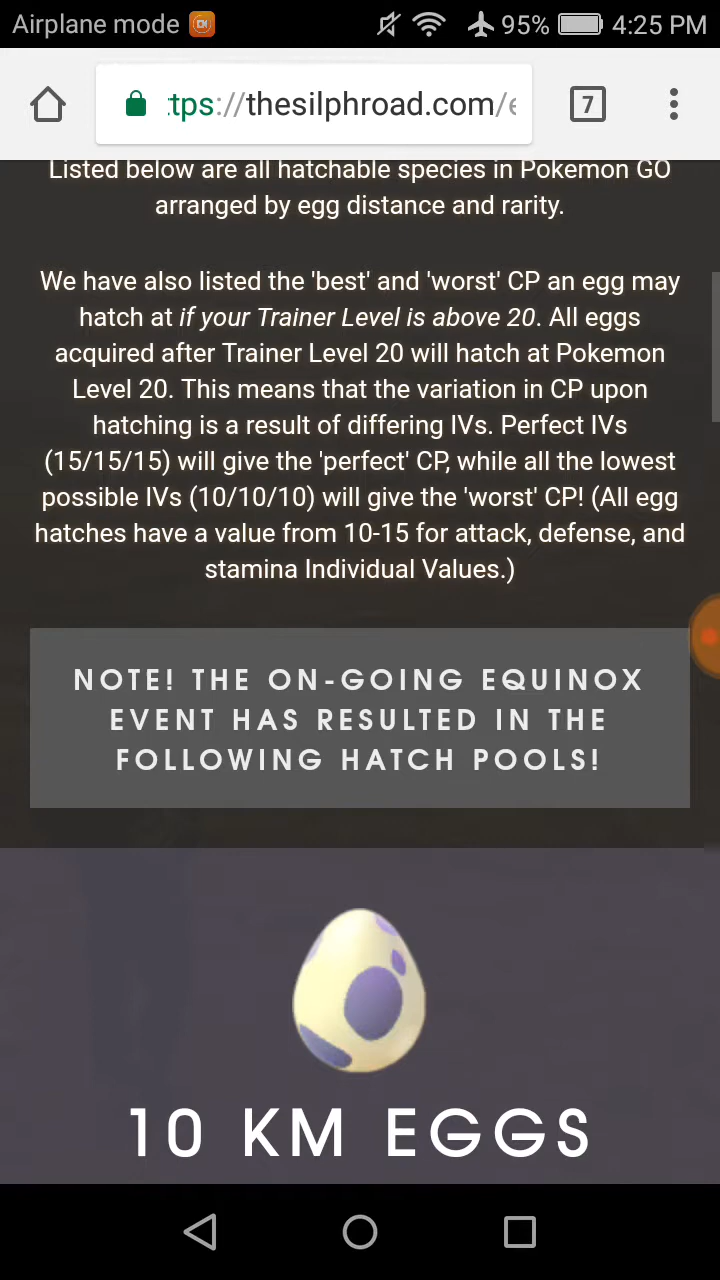 Airplane mode 95% 4:25 PM
tps://thesilphroad.com/e 7
Listed below are all hatchable species in Pokemon GO
arranged by egg distance and rarity.
We have also listed the 'best' and 'worst' CP an egg may
hatch at if your Trainer Level is above 20. All eggs
acquired after Trainer Level 20 will hatch at Pokemon
Level 20. This means that the variation in CP upon
hatching is a result of differing IVs. Perfect IVs
(15/15/15) will give the 'perfect' CP, while all the lowest
possible IVs (10/10/10) will give the 'worst' CP! (All egg
hatches have a value from 10-15 for attack, defense, and
stamina Individual Values.)
NOTE! THE ON-GOING EQUINOX
EVENT HAS RESULTED IN THE
FOLLOWING HATCH POOLS!
10 KM EGGS